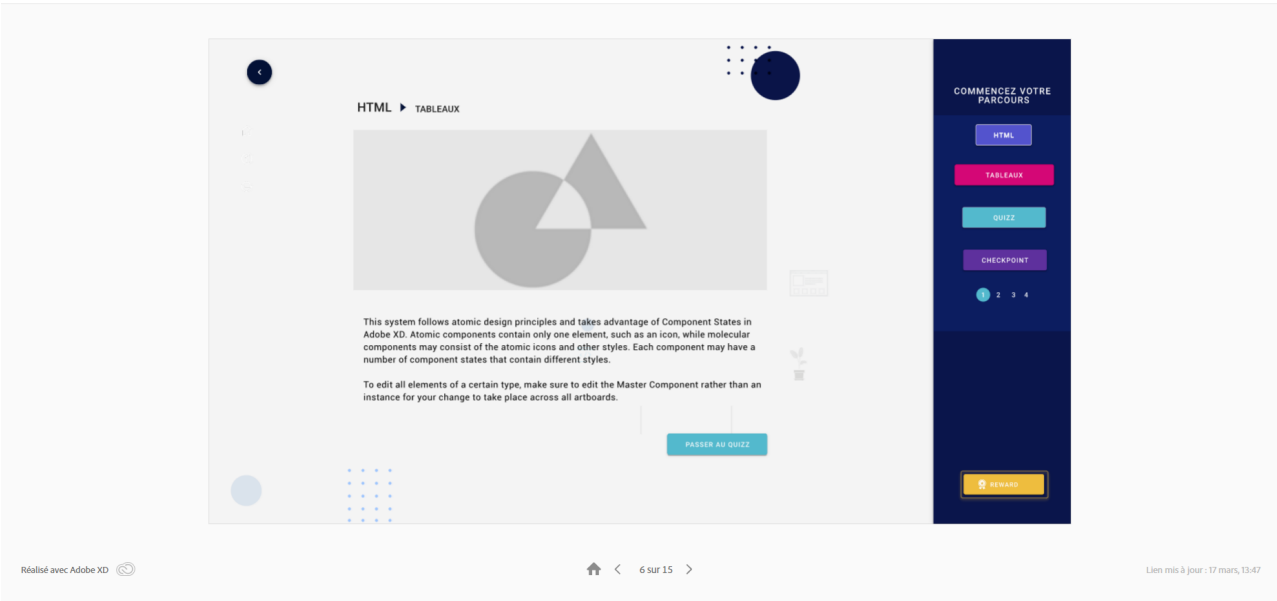 HTML ▶ TABLEAUX
This system follows atomic design principles and takes advantage of Component States in
Adobe XD. Atomic components contain only one element, such as an icon, while molecular
components may consist of the atomic icons and other styles. Each component may have a
number of component states that contain different styles.
To edit all elements of a certain type, make sure to edit the Master Component rather than an
instance for your change to take place across all artboards.
PASSER AU QUIZZ
COMMENCEZ VOTRE
PARCOURS
HTML
TABLEAUX
QUIZZ
CHECKPOINT
1 2 3 4
REWARD
Réalisé avec Adobe XD
6 sur 15
Lien mis à jour : 17 mars, 13:47